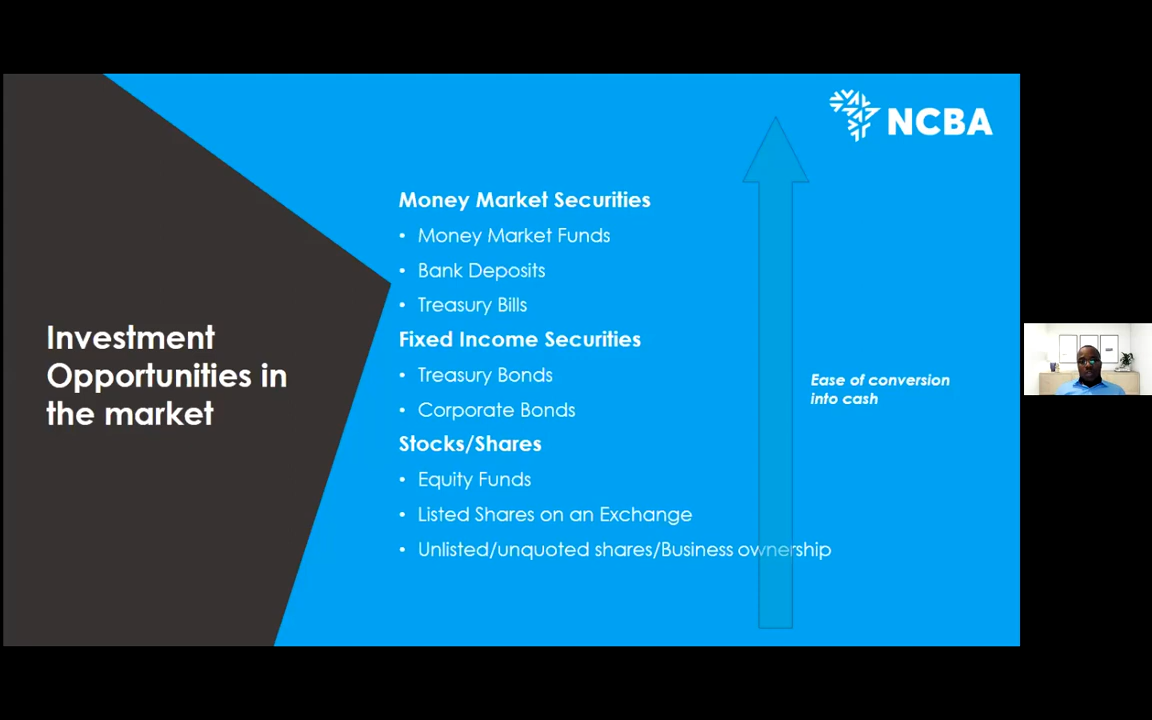 NCBA
Money Market Securities
• Money Market Funds
• Bank Deposits
• Treasury Bills
Fixed Income Securities
• Treasury Bonds
• Corporate Bonds
Stocks/Shares
• Equity Funds
• Listed Shares on an Exchange
• Unlisted/unquoted shares/Business ownership
Investment
Opportunities in
the market
Ease of conversion
into cash